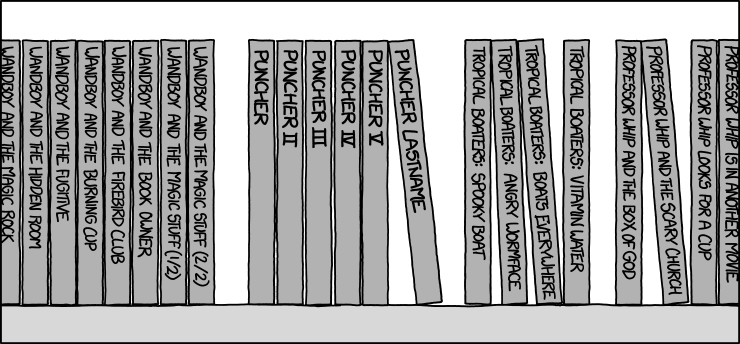 WANDBOY AND THE MAGIC ROCK
WANDBOY AND THE HIDDEN ROOM
WANDBOY AND THE FUGITIVE
WANDBOY AND THE BURNING CUP
WANDBOY AND THE FIREBIRD CLUB
WANDBOY AND THE BOOK OWNER
WANDBOY AND THE MAGIC STUFF (1/2)
WANDBOY AND THE MAGIC STUFF (2/2)
PUNCHER
PUNCHER II
PUNCHER III
PUNCHER IV
PUNCHER V
PUNCHER LASTNAME
TROPICAL BOATERS: SPOOKY BOAT
TROPICAL BOATERS: ANGRY WORMFACE
TROPICAL BOATERS: BOATS EVERYWHERE
TROPICAL BOATERS: VITAMIN WATER
PROFESSOR WHIP AND THE BOX OF GOD
PROFESSOR WHIP AND THE SCARY CHURCH
PROFESSOR WHIP LOOKS FOR A CUP
PROFESSOR WHIP IS IN ANOTHER MOVIE